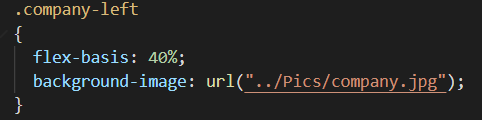 .company-left
{
flex-basis: 40%;
background-image: url("../Pics/company.jpg");
}